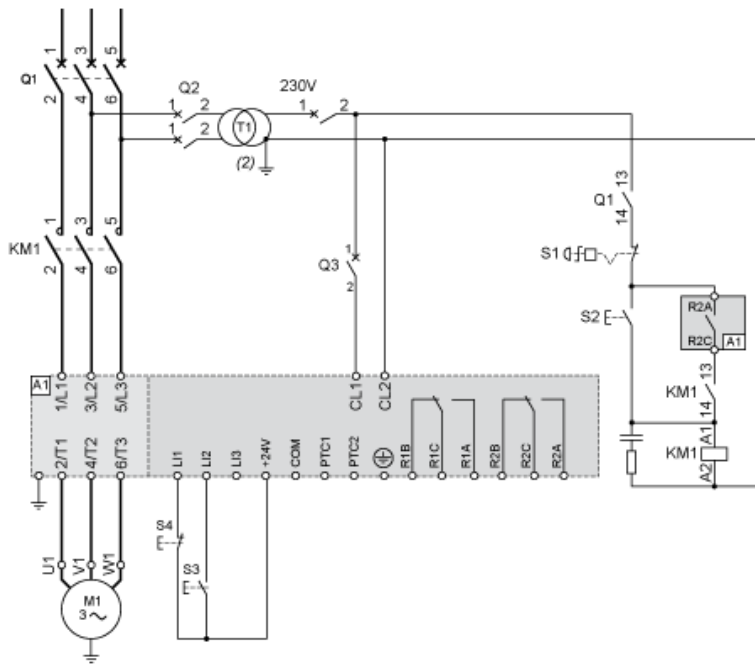 1 3 5
Q1
2 4 6
Q2 230V
1 2 1 2
1 2
T1
(2)
13
Q1
14
1 3 5
KM1
2 4 6
1
Q3
2
S1
S2
R2A
R2C A1
13
KM1
14
A1
KM1
A2
A1
1/L1 3/L2 5/L3 CL1 CL2
2/T1 4/T2 6/T3 LI1 LI2 LI3 +24V COM PTC1 PTC2 R1B R1C R1A R2B R2C R2A
S4
S3
U1 V1 W1
M1
3 ~